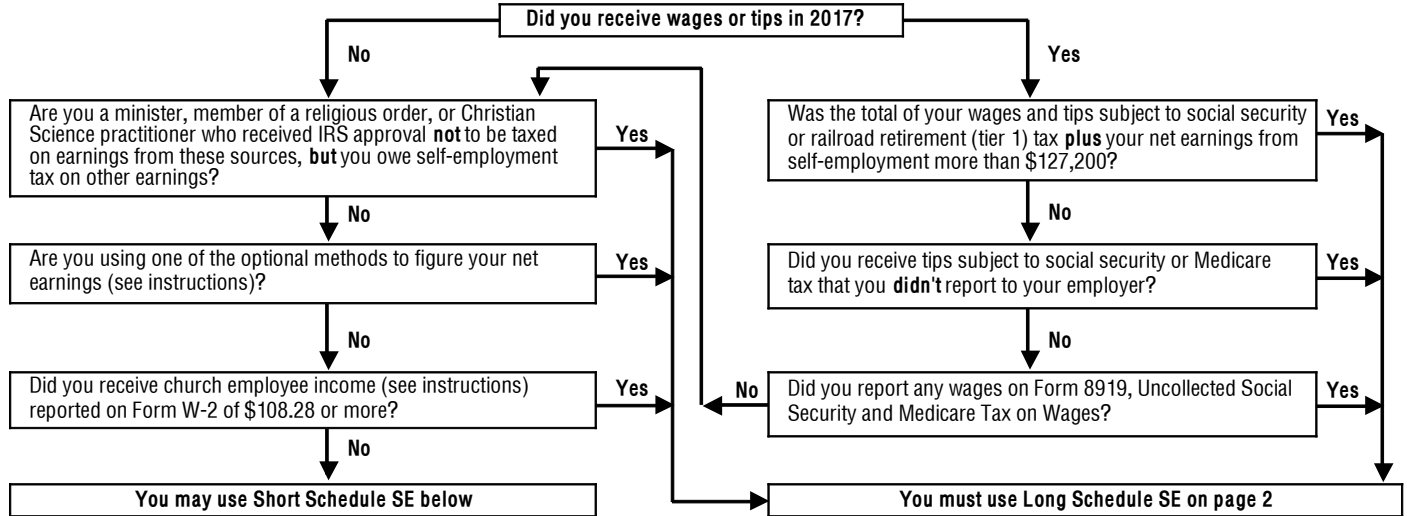 Did you receive wages or tips in 2017?
No
Yes
Are you a minister, member of a religious order, or Christian
Science practitioner who received IRS approval not to be taxed
on earnings from these sources, but you owe self-employment
tax on other earnings?
Yes
Was the total of your wages and tips subject to social security
or railroad retirement (tier 1) tax plus your net earnings from
self-employment more than $127,200?
Yes
No
No
Are you using one of the optional methods to figure your net
earnings (see instructions)?
Yes
Did you receive tips subject to social security or Medicare
tax that you didn't report to your employer?
Yes
No
No
Did you receive church employee income (see instructions)
reported on Form W-2 of $108.28 or more?
Yes
No
Did you report any wages on Form 8919, Uncollected Social
Security and Medicare Tax on Wages?
Yes
No
You may use Short Schedule SE below
You must use Long Schedule SE on page 2